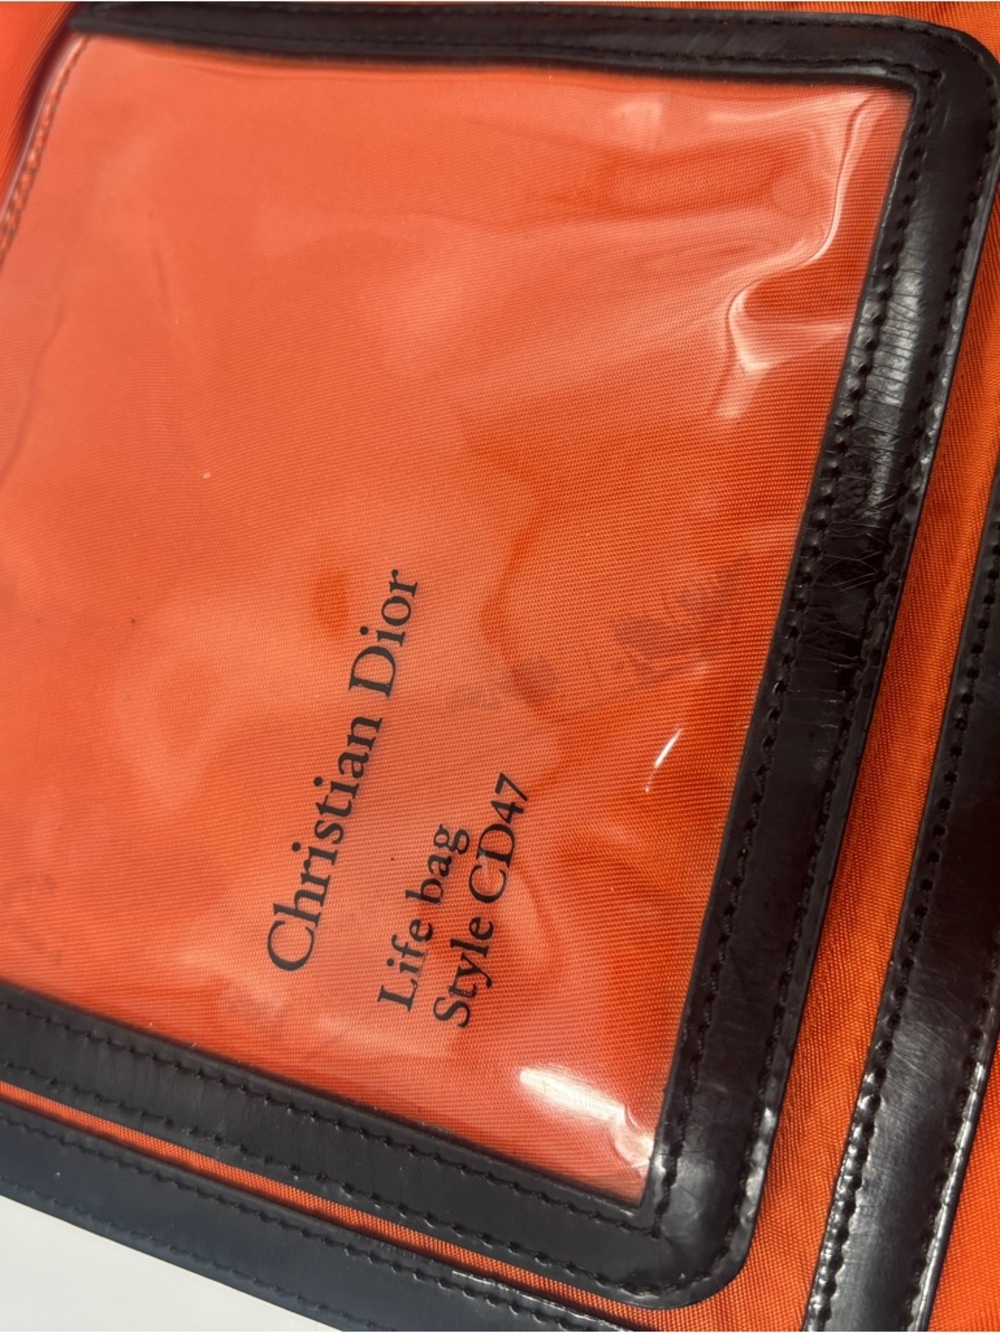 Christian Dior
Life bag
Style CD47